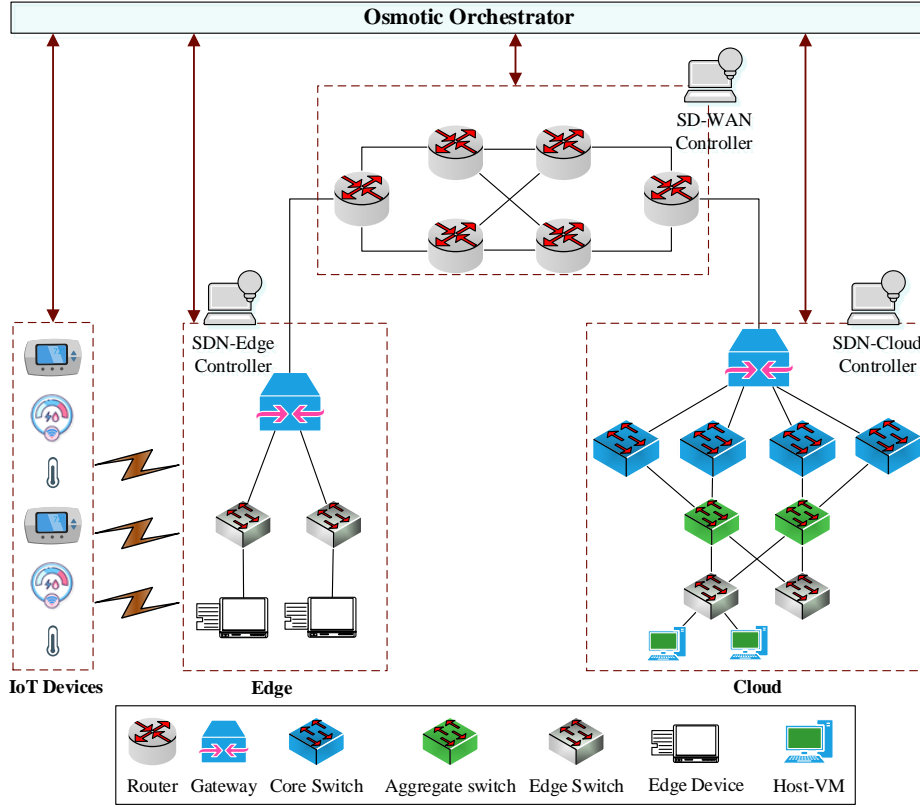 Osmotic Orchestrator
SD-WAN
Controller
SDN-Edge
Controller
SDN-Cloud
Controller
IoT Devices
Edge
Cloud
Router
Gateway
Core Switch
Aggregate switch
Edge Switch
Edge Device
Host-VM